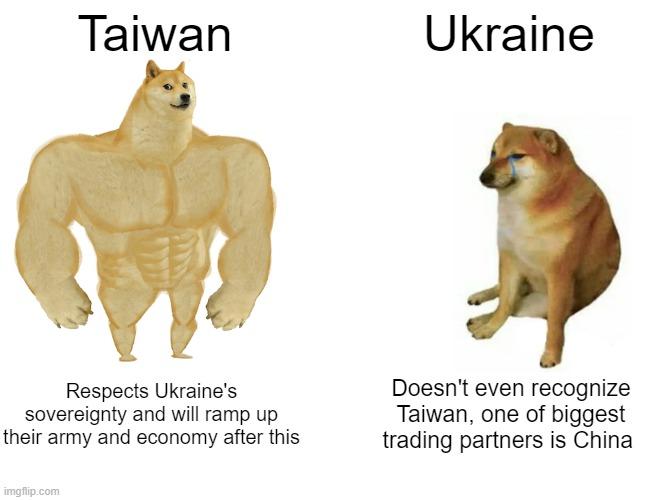 Taiwan
Ukraine
Respects Ukraine's
sovereignty and will ramp up
their army and economy after this
Doesn't even recognize
Taiwan, one of biggest
trading partners is China
imgflip.com